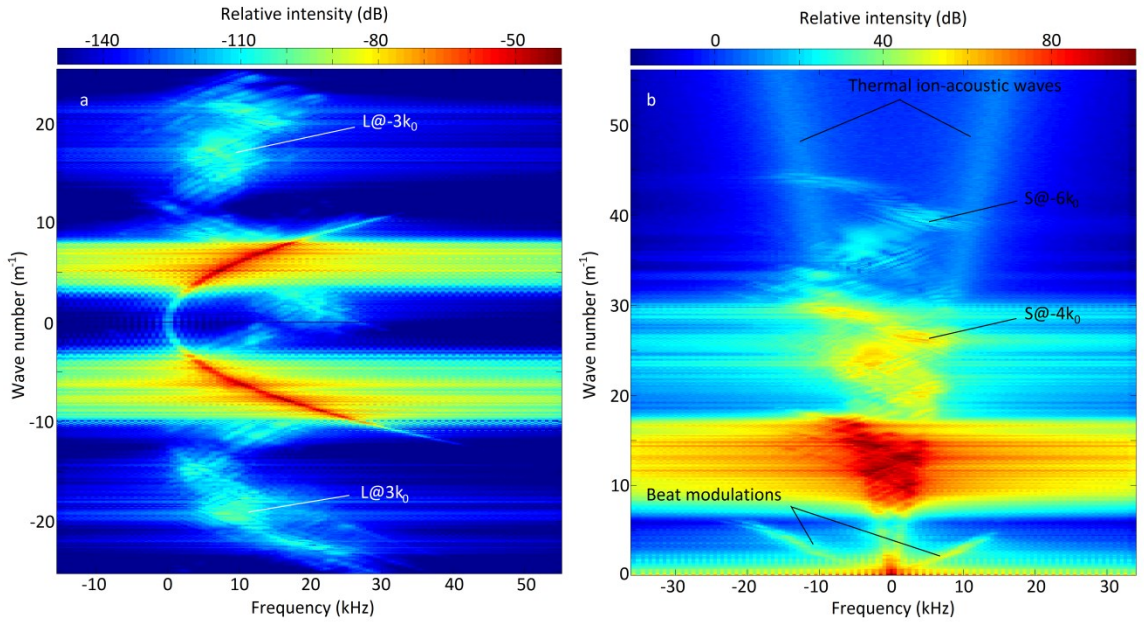 Relative intensity (dB)
-140 -110 -80 -50
a
L@-3k0
L@3k0
20
10
0
-10
-20
Wave number (m-1)
-10 0 10 20 30 40 50
Frequency (kHz)
Relative intensity (dB)
0 40 80
b
Thermal ion-acoustic waves
S@-6k0
S@-4k0
Beat modulations
50
40
30
20
10
0
Wave number (m-1)
-30 -20 -10 0 10 20 30
Frequency (kHz)